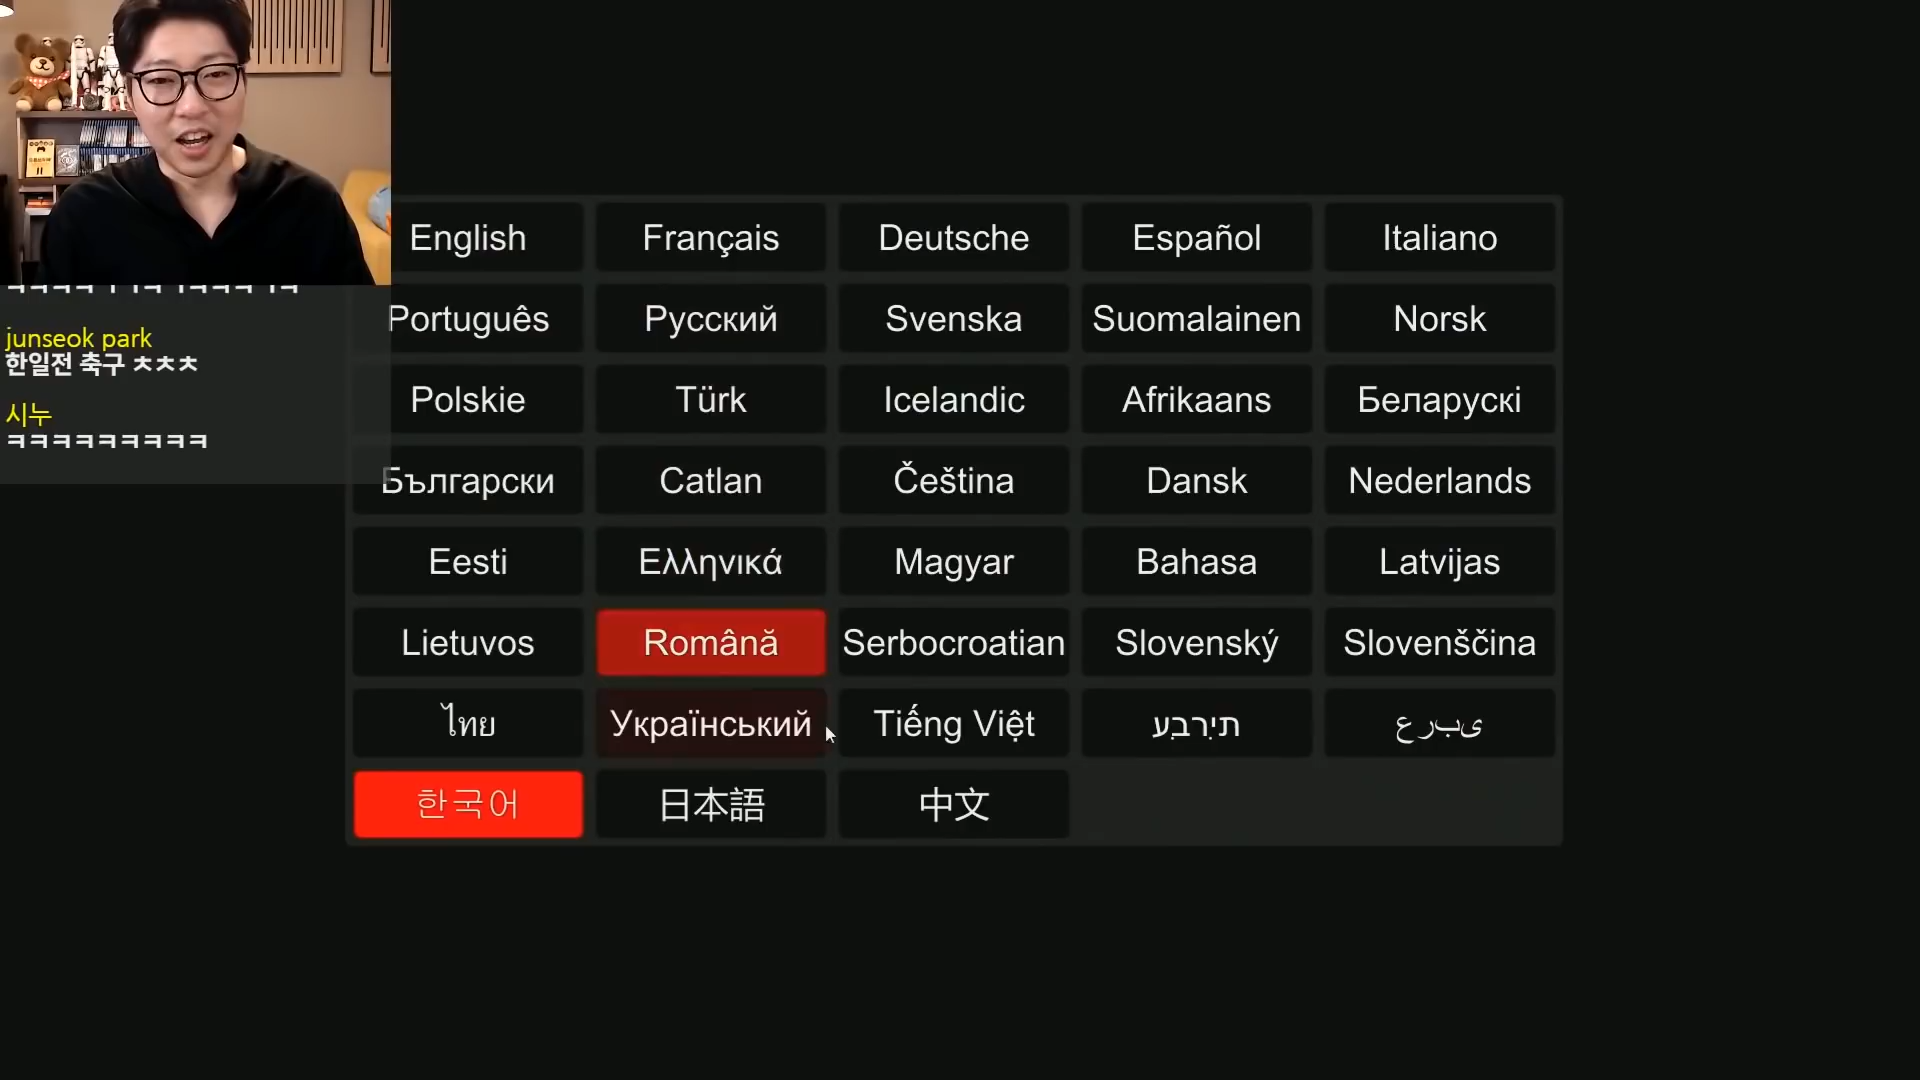 English
Français
Deutsche
Español
Italiano
Português
Русский
Svenska
Suomalainen
Norsk
junseok park
한일전 축구 ㅊㅊㅊ
Polskie
Türk
Icelandic
Afrikaans
Беларускі
시누
ㅋㅋㅋㅋㅋㅋㅋㅋㅋ
Български
Catlan
Čeština
Dansk
Nederlands
Eesti
Ελληνικά
Magyar
Bahasa
Latvijas
Lietuvos
Română
Serbocroatian
Slovenský
Slovenščina
ไทย
Український
Tiếng Việt
תירבע
ىبرع
한국어
日本語
中文